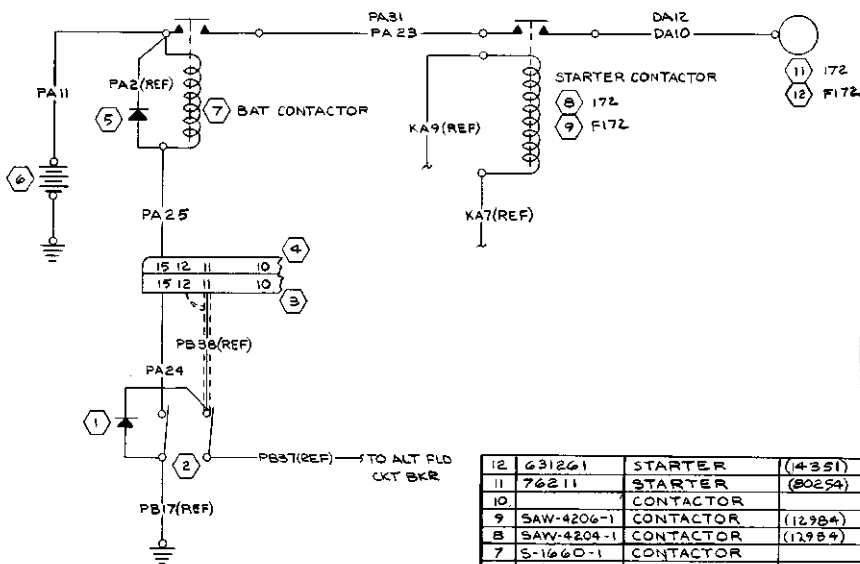 PA31
PA23
DA12
DA10
PA11
PA2(REF)
5
7 BAT CONTACTOR
STARTER CONTACTOR
8 172
9 F172
11 172
12 F172
KA9(REF)
KA7(REF)
6
PA25
4
15 12 11 10
15 12 11 10
3
PB38(REF)
PA24
1
2
PB37(REF) TO ALT FLD
CKT BKR
PB17(REF)
12 631261 STARTER (14351)
11 76211 STARTER (80254)
10 CONTACTOR
9 SAW-4206-1 CONTACTOR (12984)
8 SAW-4204-1 CONTACTOR (12984)
7 S-1660-1 CONTACTOR